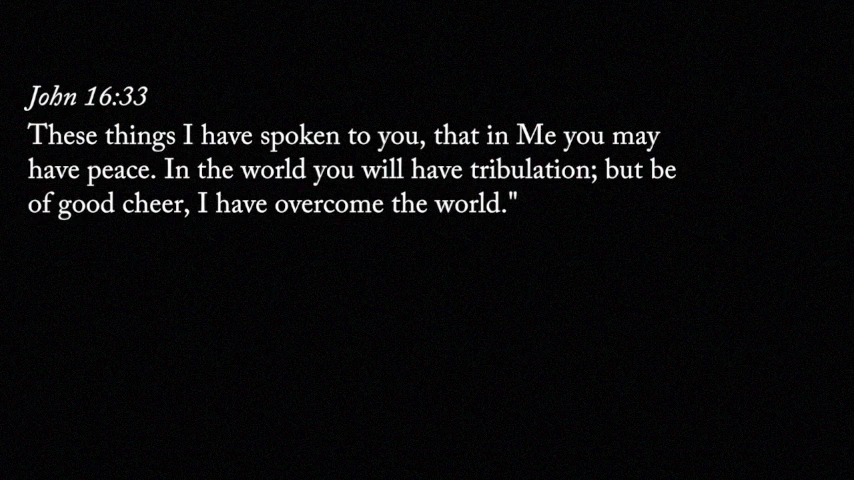 John 16:33
These things I have spoken to you, that in Me you may
have peace. In the world you will have tribulation; but be
of good cheer, I have overcome the world."